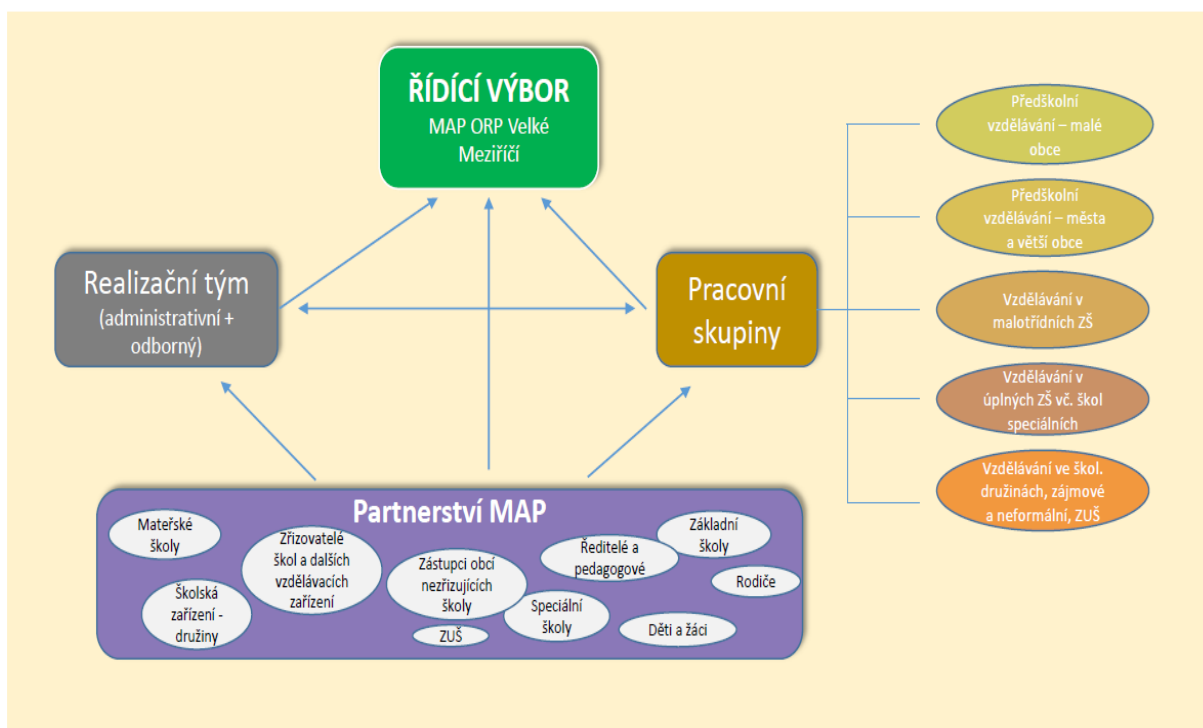 ŘÍDÍCÍ VÝBOR
MAP ORP Velké
Meziříčí
Realizační tým
(administrativní +
odborný)
Pracovní
skupiny
Předškolní
vzdělávání – malé
obce
Předškolní
vzdělávání – města
a větší obce
Vzdělávání v
malotřídních ZŠ
Vzdělávání v
úplných ZŠ vč. škol
speciálních
Vzdělávání ve škol.
družinách, zájmové
a neformální, ZUŠ
Partnerství MAP
Mateřské
školy
Zřizovatelé
škol a dalších
vzdělávacích
zařízení
Školská
zařízení -
družiny
Zástupci obcí
nezřizujících
školy
ZUŠ
Ředitelé a
pedagogové
Speciální
školy
Základní
školy
Rodiče
Děti a žáci